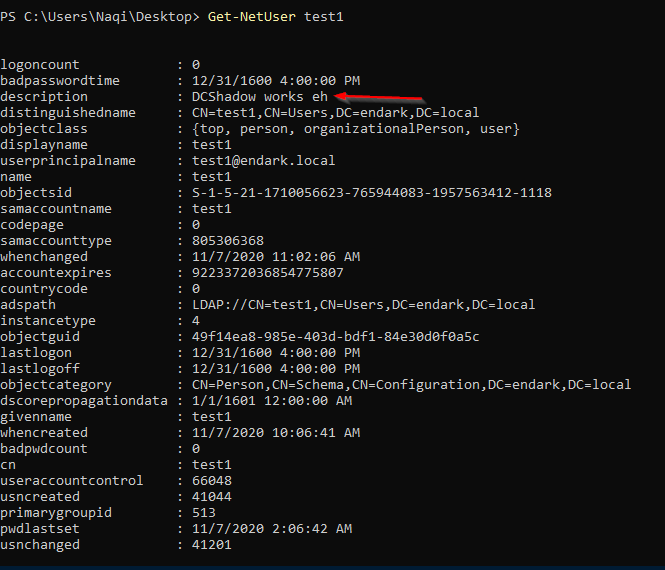 PS C:\Users\Naqi\Desktop> Get-NetUser test1
logoncount : 0
badpasswordtime : 12/31/1600 4:00:00 PM
description : DCShadow works eh
distinguishedname : CN=test1,CN=Users,DC=endark,DC=local
objectclass : {top, person, organizationalPerson, user}
displayname : test1
userprincipalname : test1@endark.local
name : test1
objectsid : S-1-5-21-1710056623-765944083-1957563412-1118
samaccountname : test1
codepage : 0
samaccounttype : 805306368
whenchanged : 11/7/2020 11:02:06 AM
accountexpires : 9223372036854775807
countrycode : 0
adspath : LDAP://CN=test1,CN=Users,DC=endark,DC=local
instancetype : 4
objectguid : 49f14ea8-985e-403d-bdf1-84e30d0f0a5c
lastlogon : 12/31/1600 4:00:00 PM
lastlogoff : 12/31/1600 4:00:00 PM
objectcategory : CN=Person,CN=Schema,CN=Configuration,DC=endark,DC=local
dscorepropagationdata : 1/1/1601 12:00:00 AM
givenname : test1
whencreated : 11/7/2020 10:06:41 AM
badpwdcount : 0
cn : test1
useraccountcontrol : 66048
usncreated : 41044
primarygroupid : 513
pwdlastset : 11/7/2020 2:06:42 AM
usnchanged : 41201